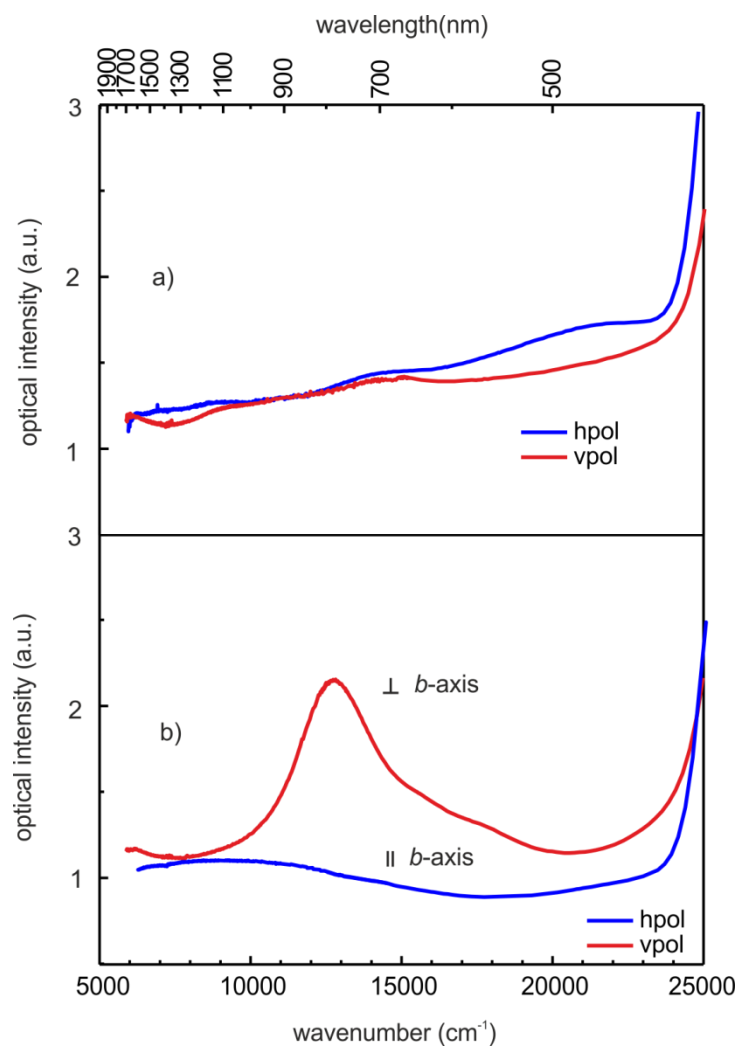 wavelength(nm)
1900 1700 1500 1300 1100 900 700 500
3
2
1
optical intensity (a.u.)
a)
hpol
vpol
3
2
1
optical intensity (a.u.)
⊥ b-axis
b)
|| b-axis
hpol
vpol
5000 10000 15000 20000 25000
wavenumber (cm⁻¹)